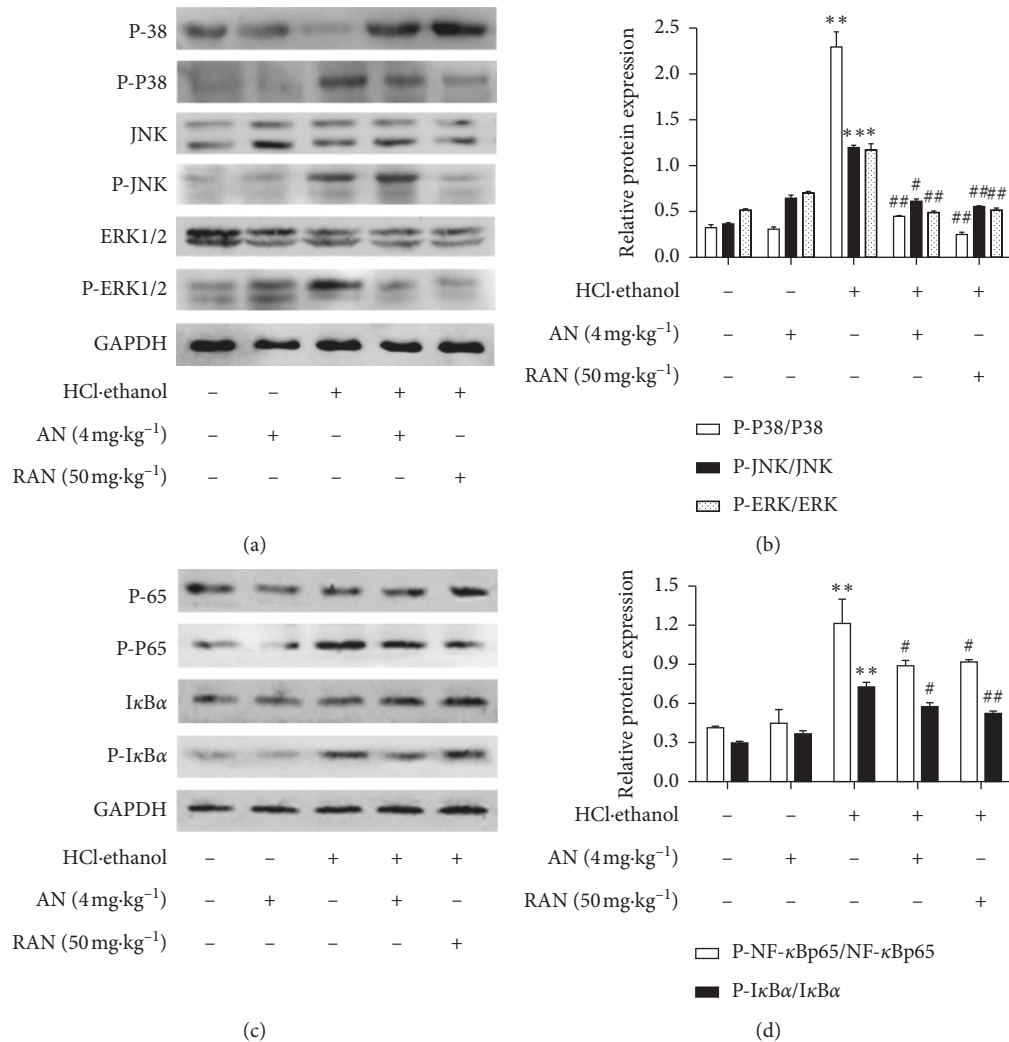 P-38
P-P38
JNK
P-JNK
ERK1/2
P-ERK1/2
GAPDH
HCl·ethanol – – + + +
AN (4 mg·kg⁻¹) – + – + –
RAN (50 mg·kg⁻¹) – – – – +
(a)
Relative protein expression
2.5
2.0
1.5
1.0
0.5
0.0
**
***
## # ##
## ## ##
HCl·ethanol – – + + +
AN (4 mg·kg⁻¹) – + – + –
RAN (50 mg·kg⁻¹) – – – – +
P-P38/P38
P-JNK/JNK
P-ERK/ERK
(b)
P-65
P-P65
IκBα
P-IκBα
GAPDH
HCl·ethanol – – + + +
AN (4 mg·kg⁻¹) – + – + –
RAN (50 mg·kg⁻¹) – – – – +
(c)
Relative protein expression
1.5
1.2
0.9
0.6
0.3
0.0
**
**
# #
# ##
HCl·ethanol – – + + +
AN (4 mg·kg⁻¹) – + – + –
RAN (50 mg·kg⁻¹) – – – – +
P-NF-κBp65/NF-κBp65
P-IκBα/IκBα
(d)